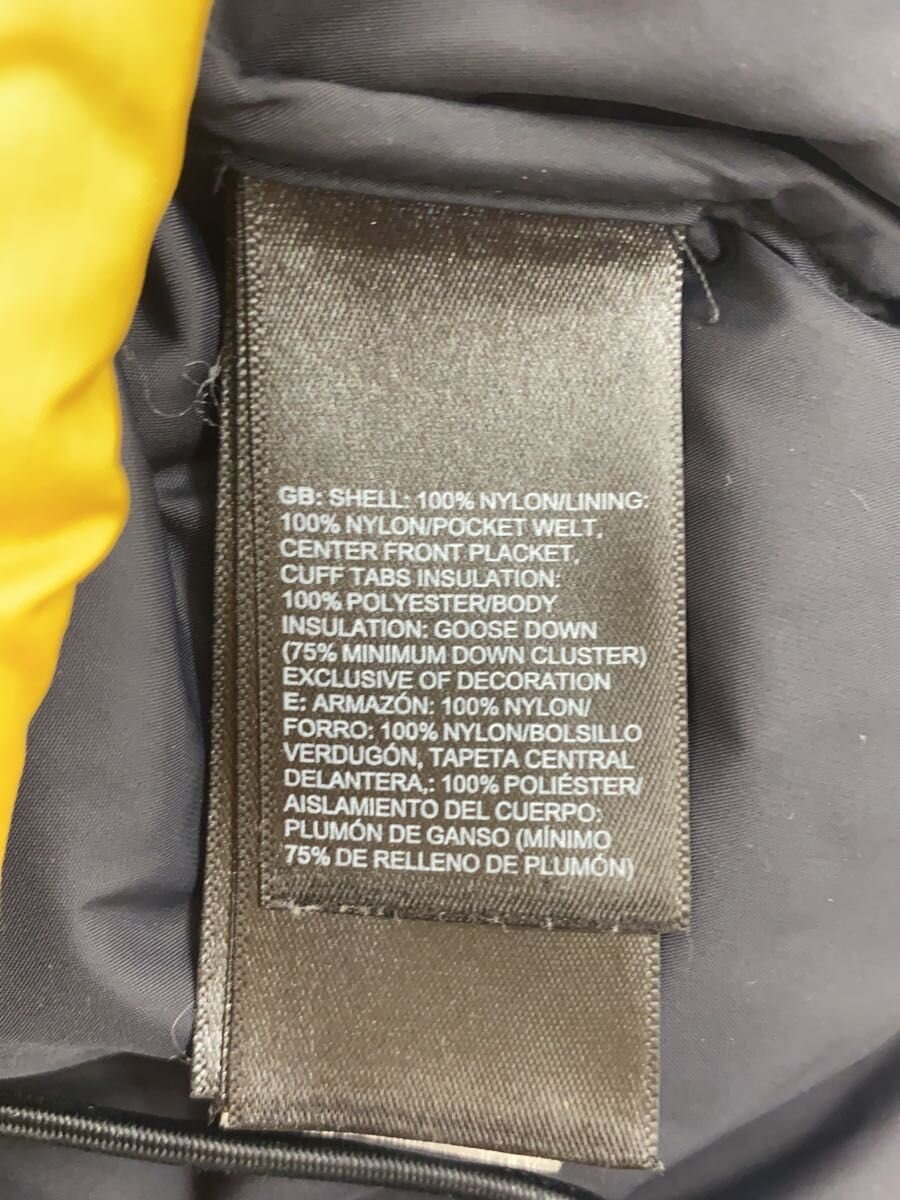 GB: SHELL: 100% NYLON/LINING:
100% NYLON/POCKET WELT,
CENTER FRONT PLACKET,
CUFF TABS INSULATION:
100% POLYESTER/BODY
INSULATION: GOOSE DOWN
(75% MINIMUM DOWN CLUSTER)
EXCLUSIVE OF DECORATION
E: ARMAZÓN: 100% NYLON/
FORRO: 100% NYLON/BOLSILLO
VERDUGÓN, TAPETA CENTRAL
DELANTERA,: 100% POLIÉSTER/
AISLAMIENTO DEL CUERPO:
PLUMÓN DE GANSO (MÍNIMO
75% DE RELLENO DE PLUMÓN)